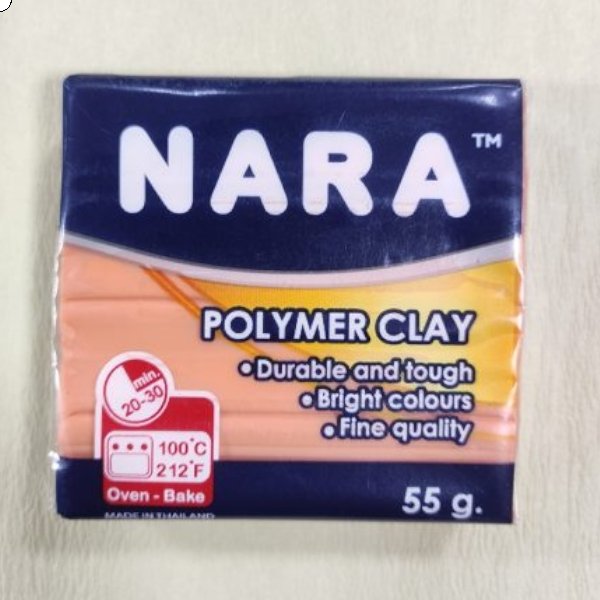 NARA™
POLYMER CLAY
•Durable and tough
•Bright colours
•Fine quality
min.
20-30
100°C
212°F
Oven - Bake
55 g.
MADE IN THAILAND